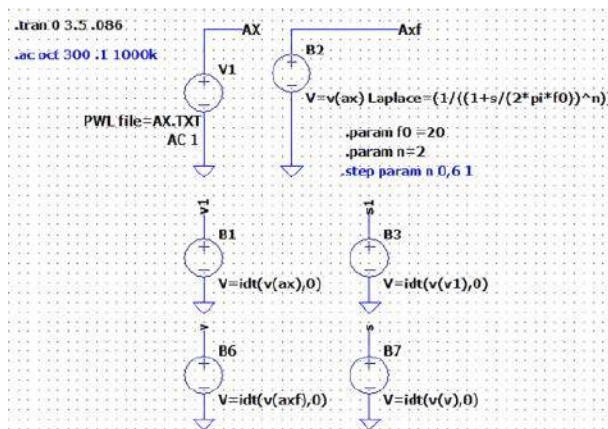 .tran 0 3.5 .086
AX
Axf
.ac oct 300 .1 1000k
V1
B2
V=v(ax) Laplace=(1/((1+s/(2*pi*f0))^n))
PWL file=AX.TXT
AC 1
.param f0 =20
.param n=2
.step param n 0,6 1
v1
s1
B1
B3
V=idt(v(ax),0)
V=idt(v(v1),0)
v
s
B6
B7
V=idt(v(axf),0)
V=idt(v(v),0)